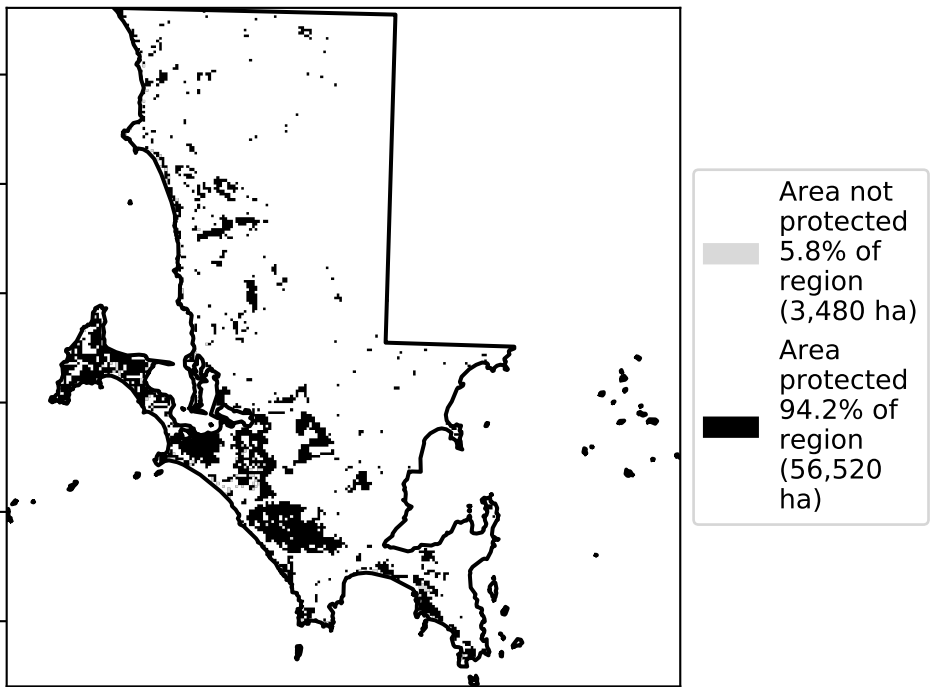 Area not
protected
5.8% of
region
(3,480 ha)
Area
protected
94.2% of
region
(56,520
ha)